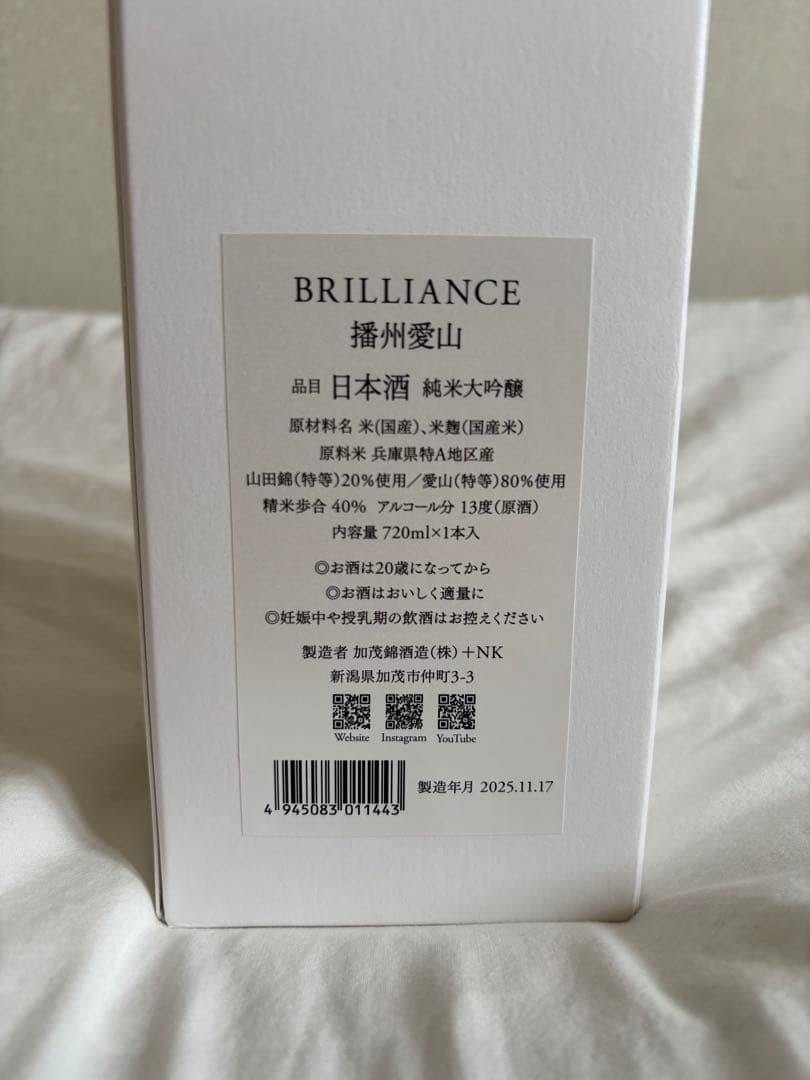 BRILLIANCE
播州愛山
品目 日本酒 純米大吟醸
原材料名 米(国産)、米麹(国産米)
原料米 兵庫県特A地区産
山田錦(特等)20%使用/愛山(特等)80%使用
精米歩合 40% アルコール分 13度(原酒)
内容量 720ml×1本入
◎お酒は20歳になってから
◎お酒はおいしく適量に
◎妊娠中や授乳期の飲酒はお控えください
製造者 加茂錦酒造(株)+NK
新潟県加茂市仲町3-3
Website Instagram YouTube
4 945083 011443
製造年月 2025.11.17